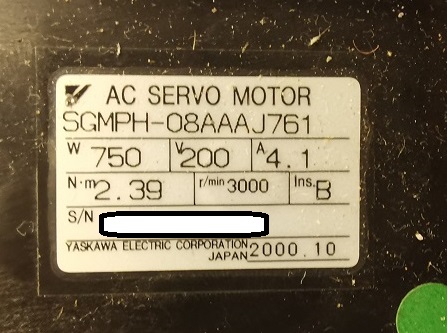 AC SERVO MOTOR
SGMPH-08AAAJ761
W 750 V 200 A 4.1
N·m 2.39 r/min 3000 Ins. B
S/N
YASKAWA ELECTRIC CORPORATION 2000.10
JAPAN